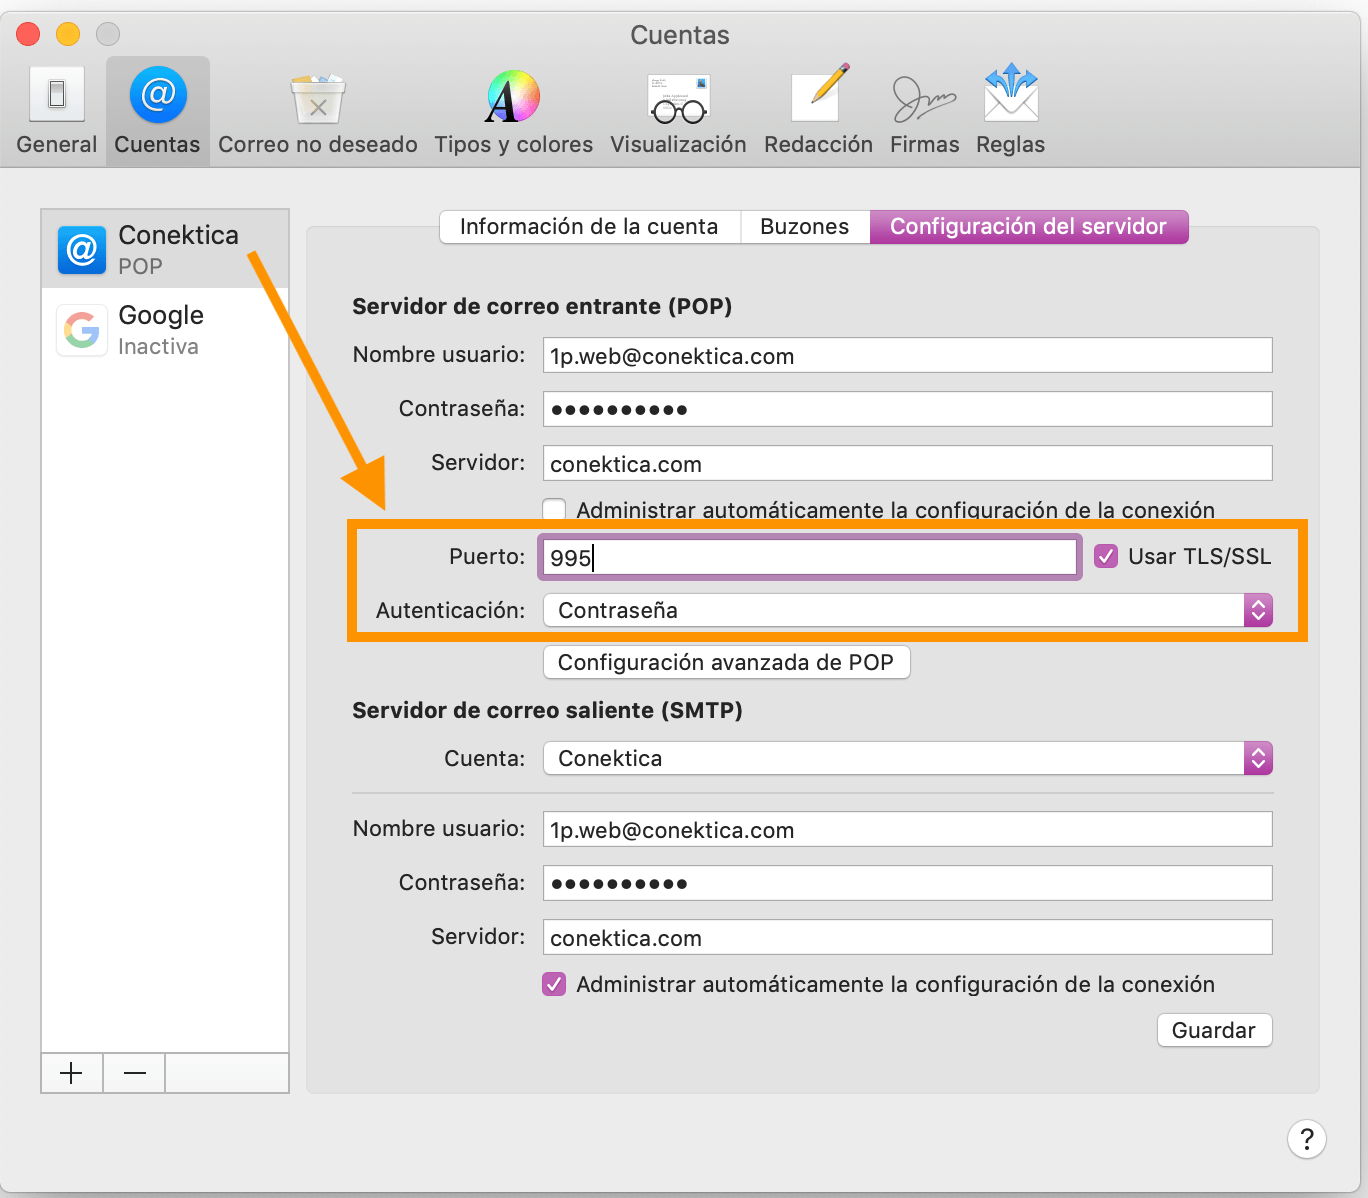 Cuentas
General
Cuentas
Correo no deseado
Tipos y colores
Visualización
Redacción
Firmas
Reglas
Conektica
POP
Google
Inactiva
Información de la cuenta
Buzones
Configuración del servidor
Servidor de correo entrante (POP)
Nombre usuario: 1p.web@conektica.com
Contraseña: ••••••••••
Servidor: conektica.com
Administrar automáticamente la configuración de la conexión
Puerto: 995 Usar TLS/SSL
Autenticación: Contraseña
Configuración avanzada de POP
Servidor de correo saliente (SMTP)
Cuenta: Conektica
Nombre usuario: 1p.web@conektica.com
Contraseña: ••••••••••
Servidor: conektica.com
Administrar automáticamente la configuración de la conexión
Guardar
?